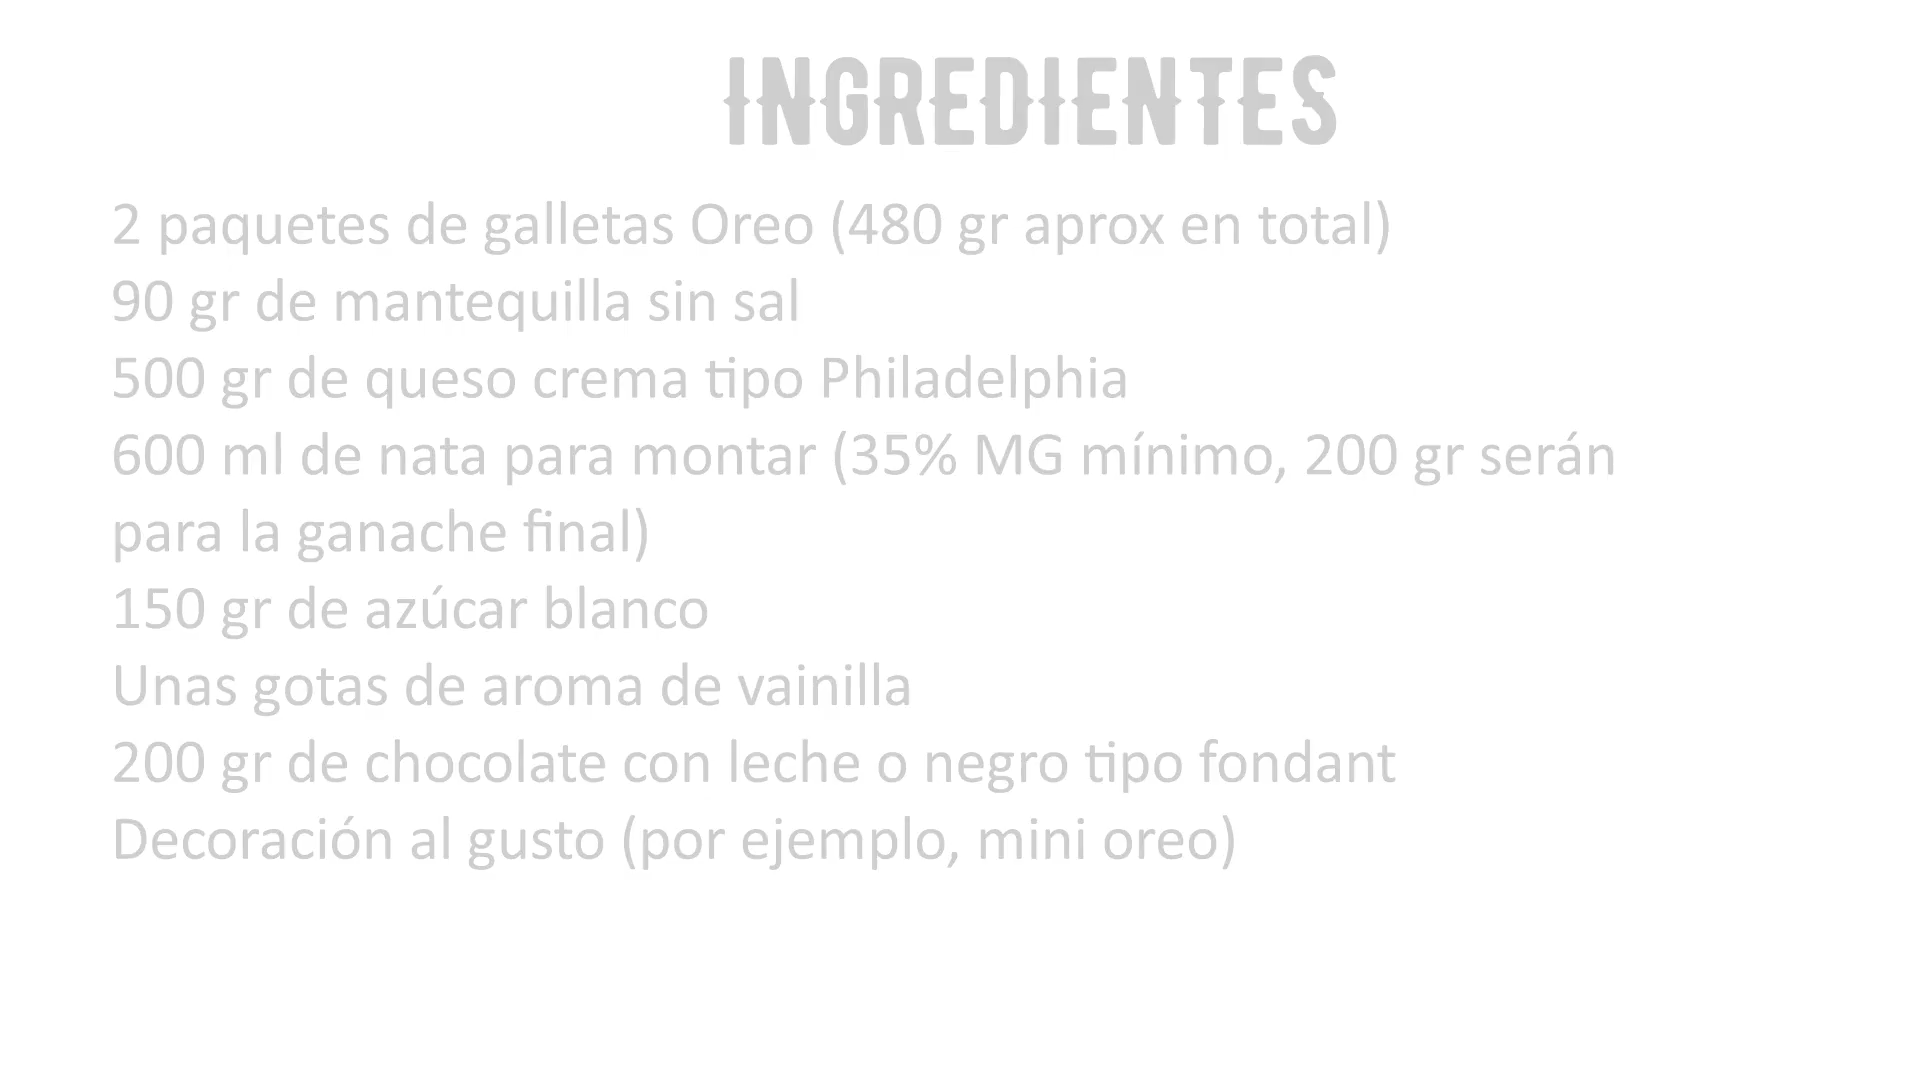 INGREDIENTES
2 paquetes de galletas Oreo (480 gr aprox en total)
90 gr de mantequilla sin sal
500 gr de queso crema tipo Philadelphia
600 ml de nata para montar (35% MG mínimo, 200 gr serán
para la ganache final)
150 gr de azúcar blanco
Unas gotas de aroma de vainilla
200 gr de chocolate con leche o negro tipo fondant
Decoración al gusto (por ejemplo, mini oreo)